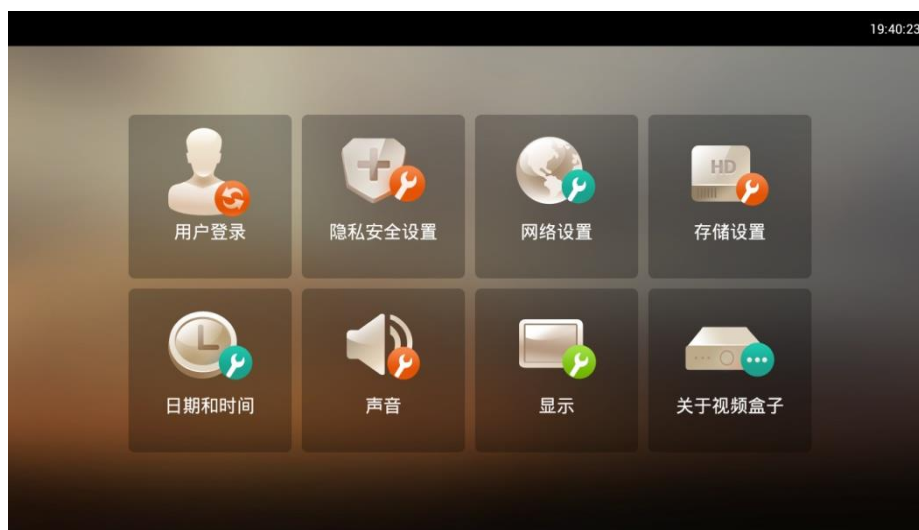 19:40:23
用户登录
隐私安全设置
网络设置
HD
存储设置
日期和时间
声音
显示
关于视频盒子